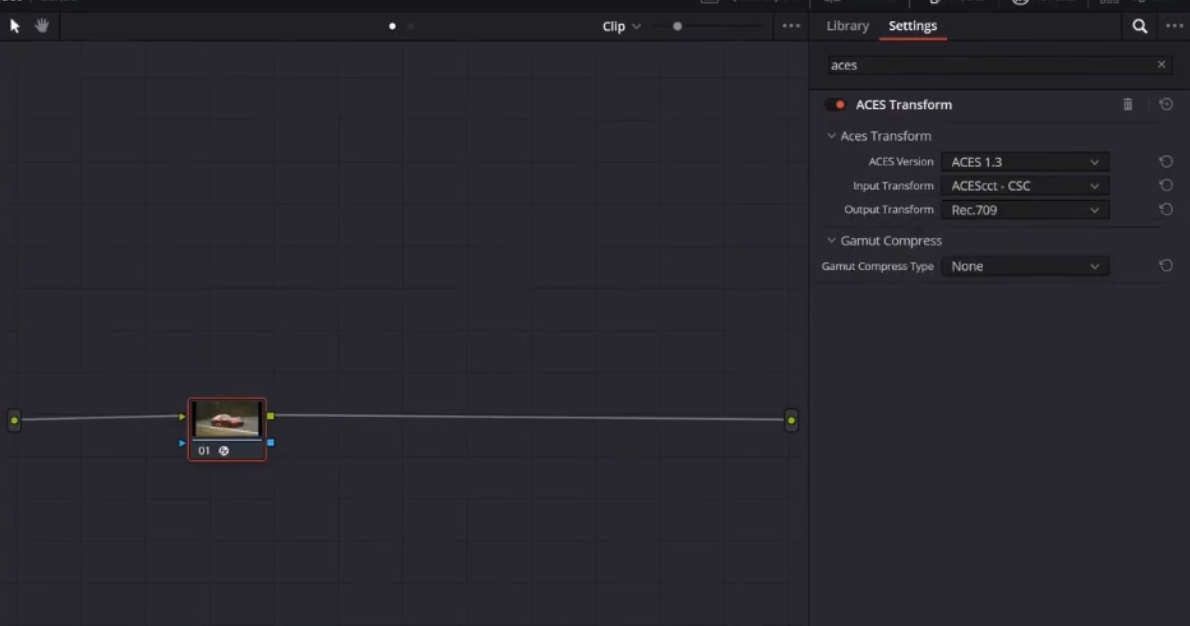 Clip
Library Settings
aces
ACES Transform
Aces Transform
ACES Version ACES 1.3
Input Transform ACEScct - CSC
Output Transform Rec.709
Gamut Compress
Gamut Compress Type None
01